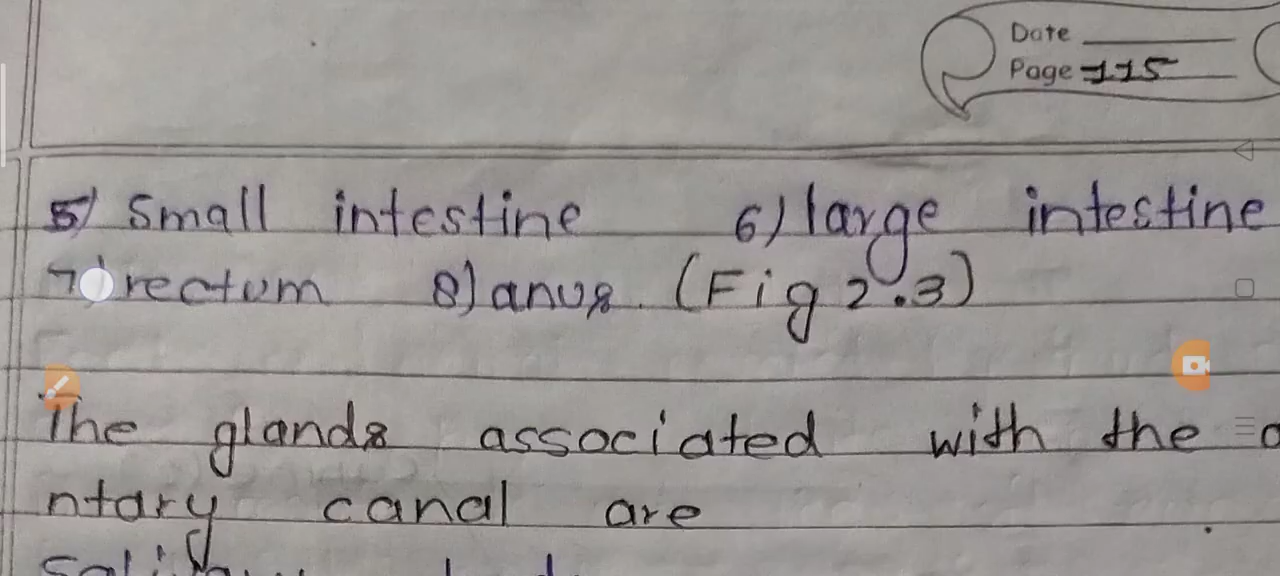 Date
Page 115
5) Small intestine 6) large intestine
7) rectum 8) anus (Fig 2.3)
The glands associated with the
ntary canal are